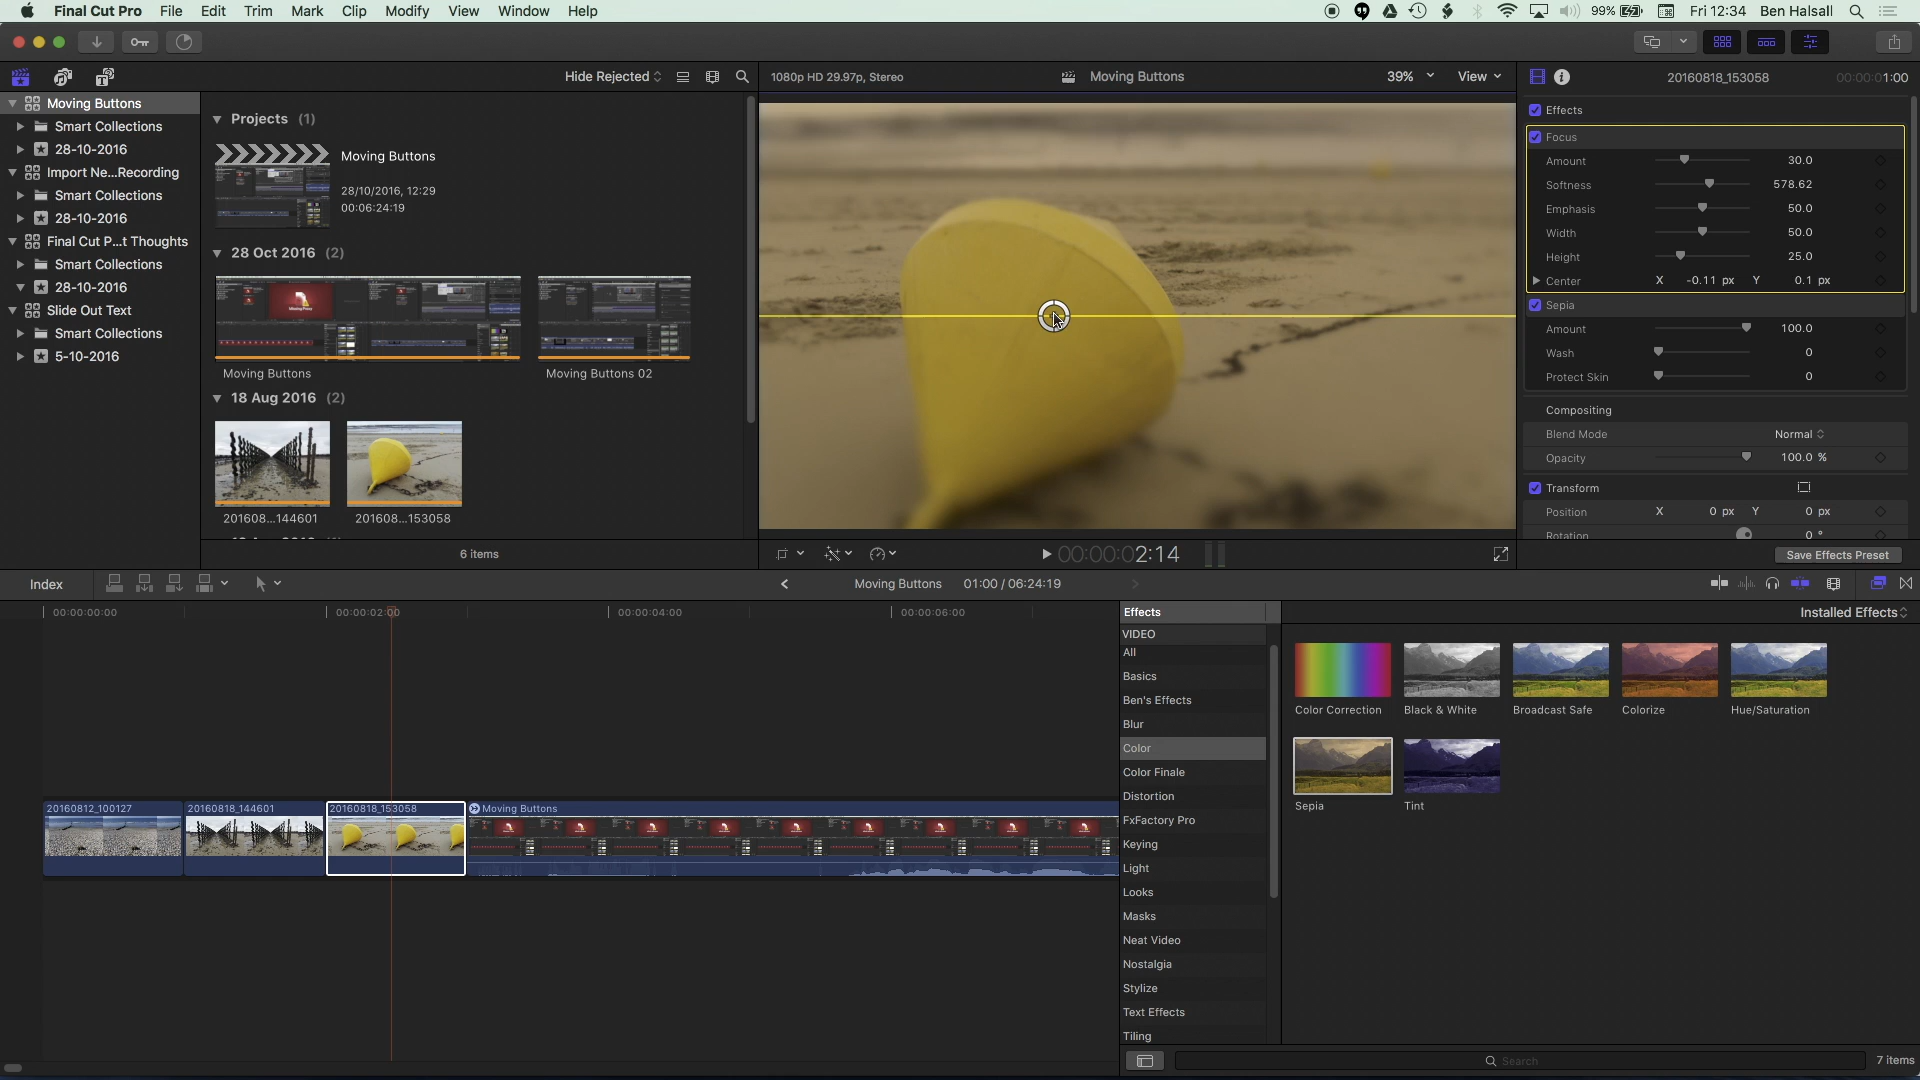 Final Cut Pro File Edit Trim Mark Clip Modify View Window Help 99% Fri 12:34 Ben Halsall
Hide Rejected
1080p HD 29.97p, Stereo Moving Buttons 39% View
20160818_153058 00:00:01:00
Moving Buttons
Smart Collections
28-10-2016
Import Ne...Recording
Smart Collections
28-10-2016
Final Cut P...t Thoughts
Smart Collections
28-10-2016
Slide Out Text
Smart Collections
5-10-2016
Projects (1)
Moving Buttons
28/10/2016, 12:29
00:06:24:19
28 Oct 2016 (2)
Moving Buttons
Moving Buttons 02
18 Aug 2016 (2)
201608...144601
201608...153058
6 items
00:00:00:02:14
Effects
Focus
Amount 30.0
Softness 578.62
Emphasis 50.0
Width 50.0
Height 25.0
Center X -0.11 px Y 0.1 px
Sepia
Amount 100.0
Wash 0
Protect Skin 0
Compositing
Blend Mode Normal
Opacity 100.0 %
Transform
Position X 0 px Y 0 px
Rotation 0 °
Save Effects Preset
Index
Moving Buttons 01:00 / 06:24:19
00:00:00:00
00:00:02:00
00:00:04:00
00:00:06:00
20160812_100127
20160818_144601
20160818_153058
Moving Buttons
Effects
Installed Effects
VIDEO
All
Basics
Ben's Effects
Blur
Color
Color Finale
Distortion
FxFactory Pro
Keying
Light
Looks
Masks
Neat Video
Nostalgia
Stylize
Text Effects
Tiling
Color Correction
Black & White
Broadcast Safe
Colorize
Hue/Saturation
Sepia
Tint
Search
7 items